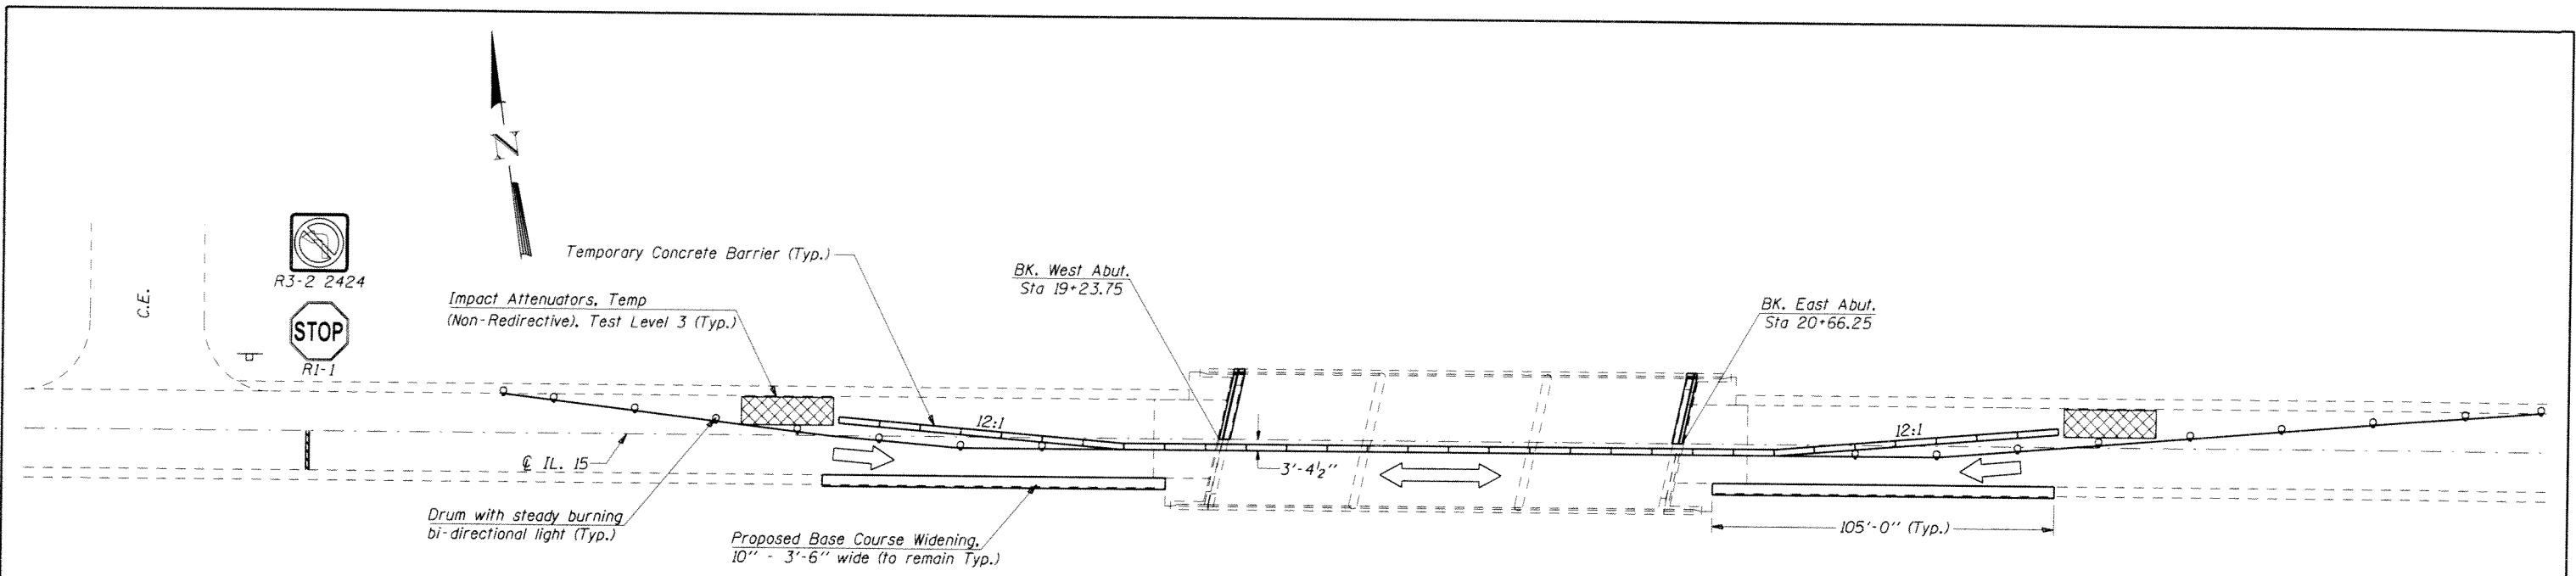 N
C.E.
R3-2 2424
STOP
R1-1
Temporary Concrete Barrier (Typ.)
Impact Attenuators, Temp
(Non-Redirective), Test Level 3 (Typ.)
BK. West Abut.
Sta 19+23.75
BK. East Abut.
Sta 20+66.25
12:1
12:1
℄ IL. 15
3'-4½"
Drum with steady burning
bi-directional light (Typ.)
Proposed Base Course Widening,
10" - 3'-6" wide (to remain Typ.)
105'-0" (Typ.)